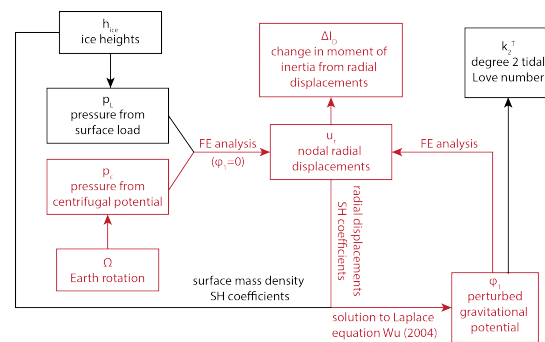 h_ice
ice heights
ΔI_D
change in moment of
inertia from radial
displacements
k_2^T
degree 2 tidal
Love number
p_L
pressure from
surface load
FE analysis
(φ_1=0)
u_r
nodal radial
displacements
FE analysis
p_c
pressure from
centrifugal potential
radial displacements
SH coefficients
Ω
Earth rotation
surface mass density
SH coefficients
solution to Laplace
equation Wu (2004)
φ_1
perturbed
gravitational
potential